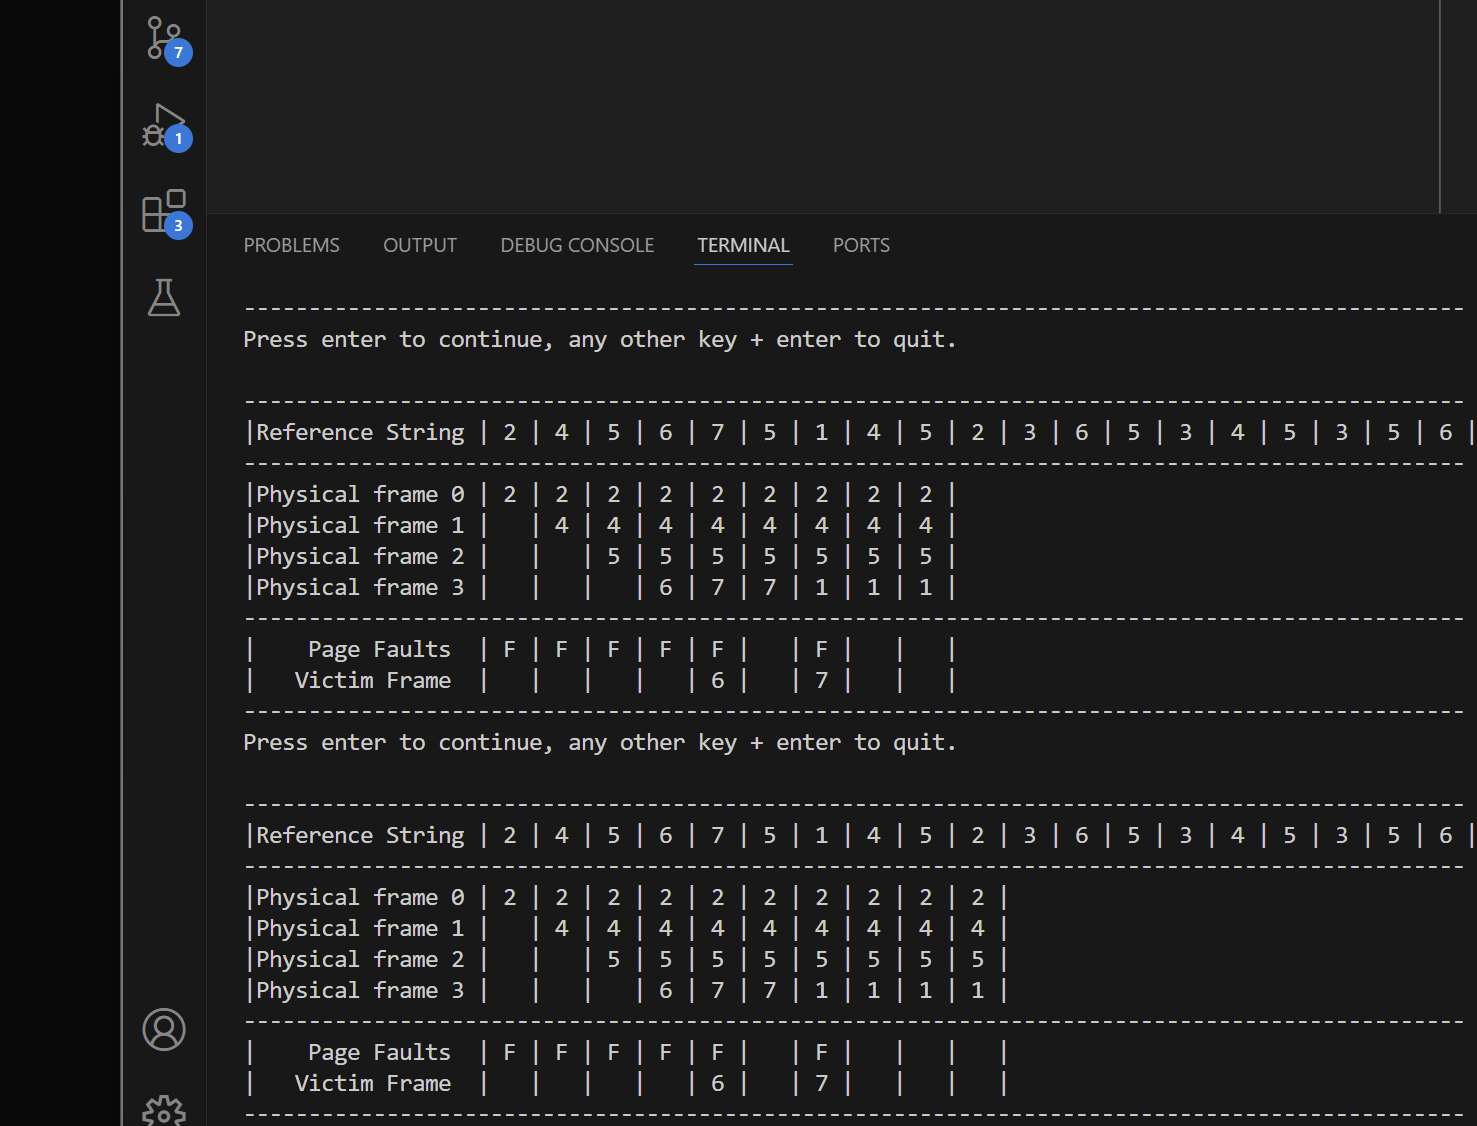 7
1
3
PROBLEMS OUTPUT DEBUG CONSOLE TERMINAL PORTS
----------------------------------------------------------------------------------------------
Press enter to continue, any other key + enter to quit.
----------------------------------------------------------------------------------------------
|Reference String | 2 | 4 | 5 | 6 | 7 | 5 | 1 | 4 | 5 | 2 | 3 | 6 | 5 | 3 | 4 | 5 | 3 | 5 | 6 |
----------------------------------------------------------------------------------------------
|Physical frame 0 | 2 | 2 | 2 | 2 | 2 | 2 | 2 | 2 | 2 |
|Physical frame 1 |   | 4 | 4 | 4 | 4 | 4 | 4 | 4 | 4 |
|Physical frame 2 |   |   | 5 | 5 | 5 | 5 | 5 | 5 | 5 |
|Physical frame 3 |   |   |   | 6 | 7 | 7 | 1 | 1 | 1 |
----------------------------------------------------------------------------------------------
|    Page Faults  | F | F | F | F | F |   | F |   |   |
|   Victim Frame  |   |   |   |   | 6 |   | 7 |   |   |
----------------------------------------------------------------------------------------------
Press enter to continue, any other key + enter to quit.
----------------------------------------------------------------------------------------------
|Reference String | 2 | 4 | 5 | 6 | 7 | 5 | 1 | 4 | 5 | 2 | 3 | 6 | 5 | 3 | 4 | 5 | 3 | 5 | 6 |
----------------------------------------------------------------------------------------------
|Physical frame 0 | 2 | 2 | 2 | 2 | 2 | 2 | 2 | 2 | 2 | 2 |
|Physical frame 1 |   | 4 | 4 | 4 | 4 | 4 | 4 | 4 | 4 | 4 |
|Physical frame 2 |   |   | 5 | 5 | 5 | 5 | 5 | 5 | 5 | 5 |
|Physical frame 3 |   |   |   | 6 | 7 | 7 | 1 | 1 | 1 | 1 |
----------------------------------------------------------------------------------------------
|    Page Faults  | F | F | F | F | F |   | F |   |   |   |
|   Victim Frame  |   |   |   |   | 6 |   | 7 |   |   |   |
----------------------------------------------------------------------------------------------